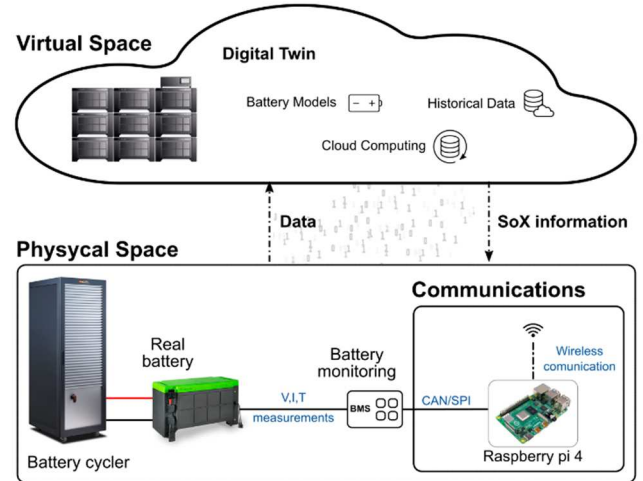 Virtual Space
Digital Twin
Battery Models
- +
Historical Data
Cloud Computing
Data
SoX information
Physycal Space
Communications
Real
battery
Battery
monitoring
Wireless
comunication
V,I,T
measurements
BMS
CAN/SPI
Battery cycler
Raspberry pi 4